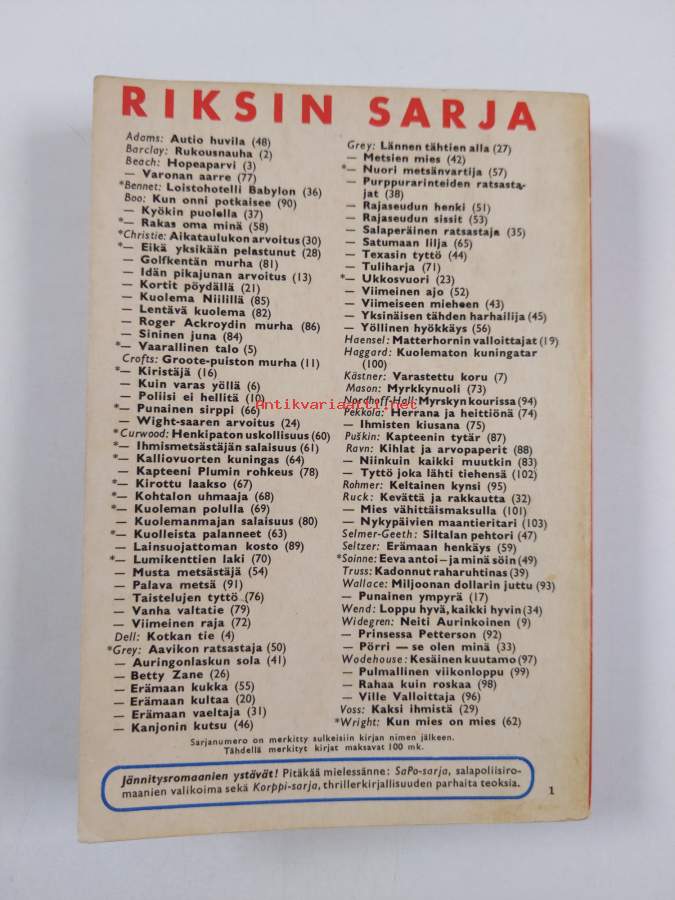 RIKSIN SARJA
Adams: Autio huvila (48)
Barclay: Rukousnauha (2)
Beach: Hopeaparvi (3)
— Varonan aarre (77)
*Bennet: Loistohotelli Babylon (36)
Boo: Kun onni potkaisee (90)
— Kyökin puolella (37)
*— Rakas oma minä (58)
*Christie: Aikataulukon arvoitus (30)
*— Eikä yksikään pelastunut (28)
— Golfkentän murha (81)
— Idän pikajunan arvoitus (13)
— Kortit pöydällä (21)
— Kuolema Niilillä (85)
— Lentävä kuolema (82)
— Roger Ackroydin murha (86)
— Sininen juna (84)
*— Vaarallinen talo (5)
Crofts: Groote-puiston murha (11)
*— Kiristäjä (16)
— Kuin varas yöllä (6)
— Poliisi ei hellitä (10)
*— Punainen sirppi (66)
— Wight-saaren arvoitus (24)
*Curwood: Henkipaton uskollisuus (60)
*— Ihmismetsästäjän salaisuus (61)
*— Kalliovuorten kuningas (64)
— Kapteeni Plumin rohkeus (78)
*— Kirottu laakso (67)
*— Kohtalon uhmaaja (68)
*— Kuoleman polulla (69)
— Kuolemanmajan salaisuus (80)
*— Kuolleista palanneet (63)
— Lainsuojattoman kosto (89)
*— Lumikenttien laki (70)
— Musta metsästäjä (54)
— Palava metsä (91)
— Taistelujen tyttö (76)
— Vanha valtatie (79)
— Viimeinen raja (72)
Dell: Kotkan tie (4)
*Grey: Aavikon ratsastaja (50)
— Auringonlaskun sola (41)
— Betty Zane (26)
— Erämaan kukka (55)
— Erämaan kultaa (20)
— Erämaan vaeltaja (31)
— Kanjonin kutsu (46)
Grey: Lännen tähtien alla (27)
— Metsien mies (42)
*— Nuori metsänvartija (57)
— Purppurarinteiden ratsasta-
jat (38)
— Rajaseudun henki (51)
— Rajaseudun sissit (53)
— Salaperäinen ratsastaja (35)
— Satumaan lilja (65)
— Texasin tyttö (44)
— Tuliharja (71)
*— Ukkosvuori (23)
— Viimeinen ajo (52)
— Viimeiseen mieheen (43)
— Yksinäisen tähden harhailija (45)
— Yöllinen hyökkäys (56)
Haensel: Matterhornin valloittajat (19)
Haggard: Kuolematon kuningatar
(100)
Kästner: Varastettu koru (7)
Mason: Myrkkynuoli (73)
Nordhoff-Hall: Myrskyn kourissa (94)
Pekkola: Herrana ja heittiönä (74)
— Ihmisten kiusana (75)
Puškin: Kapteenin tytär (87)
Ravn: Kihlat ja arvopaperit (88)
— Niinkuin kaikki muutkin (83)
— Tyttö joka lähti tiehensä (102)
Rohmer: Keltainen kynsi (95)
Ruck: Kevättä ja rakkautta (32)
— Mies vähittäismaksulla (101)
— Nykypäivien maantieritari (103)
Selmer-Geeth: Siltalan pehtori (47)
Seltzer: Erämaan henkäys (59)
*Soinne: Eeva antoi — ja minä söin (49)
Truss: Kadonnut raharuhtinas (39)
Wallace: Miljoonan dollarin juttu (93)
— Punainen ympyrä (17)
Wend: Loppu hyvä, kaikki hyvin (34)
Widegren: Neiti Aurinkoinen (9)
— Prinsessa Petterson (92)
— Pörri — se olen minä (33)
Wodehouse: Kesäinen kuutamo (97)
— Pulmallinen viikonloppu (99)
— Rahaa kuin roskaa (98)
— Ville Valloittaja (96)
Voss: Kaksi ihmistä (29)
*Wright: Kun mies on mies (62)
Antikvariaatti.net
Sarjanumero on merkitty sulkeisiin kirjan nimen jälkeen.
Tähdellä merkityt kirjat maksavat 100 mk.
Jännitysromaanien ystävät! Pitäkää mielessänne: SaPo-sarja, salapoliisiro-
maanien valikoima sekä Korppi-sarja, thrillerkirjallisuuden parhaita teoksia.
1